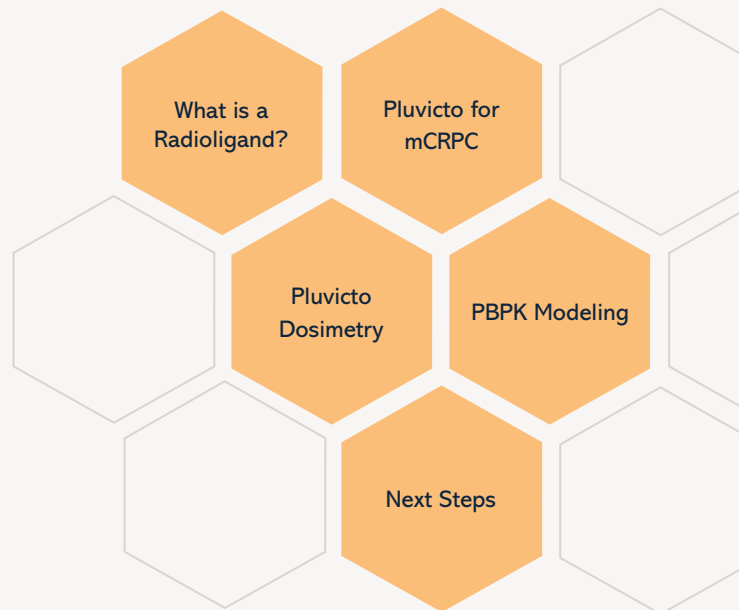 What is a
Radioligand?
Pluvicto for
mCRPC
Pluvicto
Dosimetry
PBPK Modeling
Next Steps